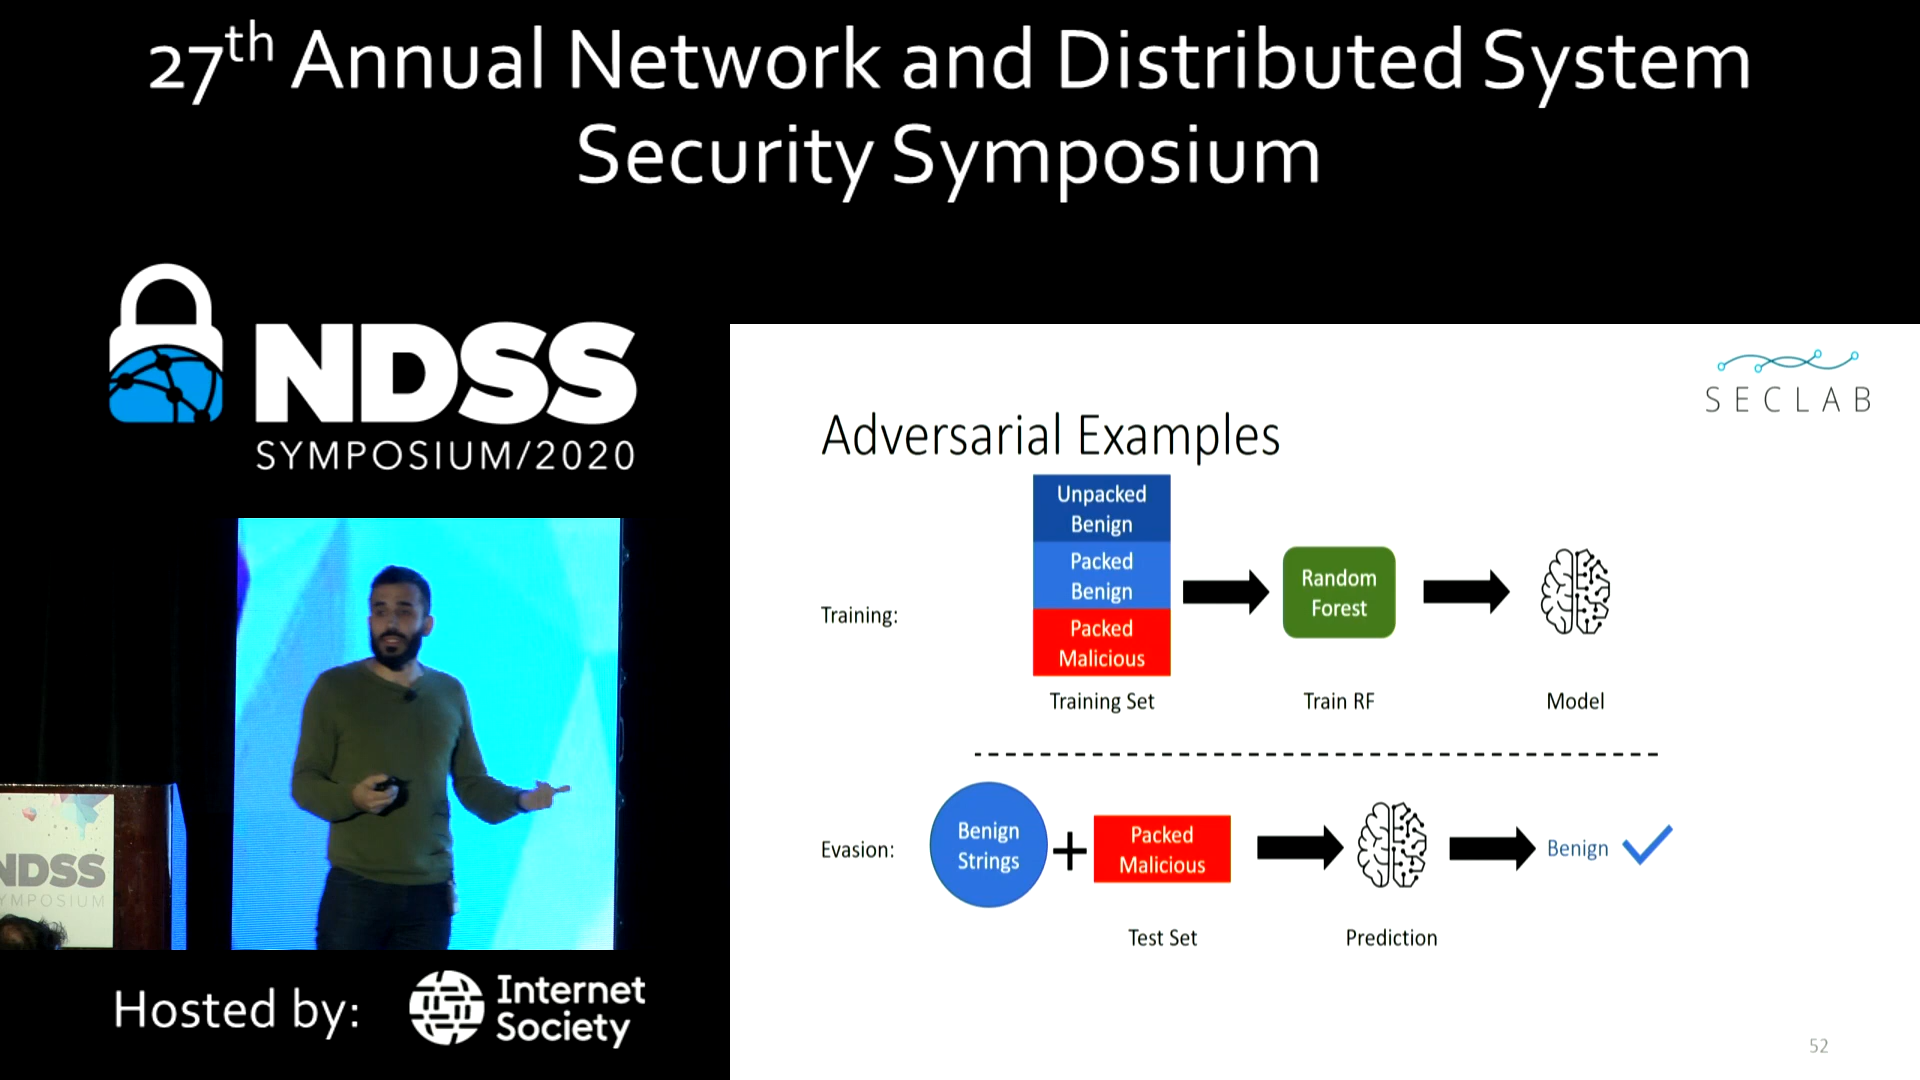 27th Annual Network and Distributed System
Security Symposium
NDSS
SYMPOSIUM/2020
NDSS
YMPOSIUM
Hosted by:
Internet
Society
SECLAB
Adversarial Examples
Training:
Unpacked
Benign
Packed
Benign
Packed
Malicious
Training Set
Random
Forest
Train RF
Model
Evasion:
Benign
Strings
+
Packed
Malicious
Test Set
Prediction
Benign
52